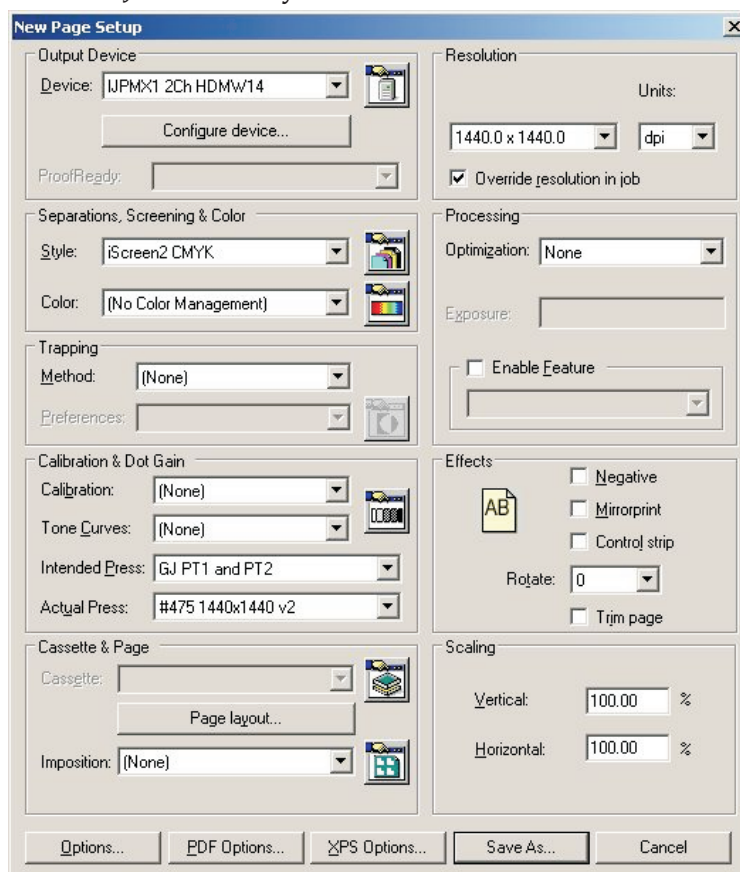 New Page Setup
Output Device
Device: IJPMX1 2Ch HDMW14
Configure device...
ProofReady:
Separations, Screening & Color
Style: iScreen2 CMYK
Color: (No Color Management)
Trapping
Method: (None)
Preferences:
Calibration & Dot Gain
Calibration: (None)
Tone Curves: (None)
Intended Press: GJ PT1 and PT2
Actual Press: #475 1440x1440 v2
Cassette & Page
Cassette:
Page layout...
Imposition: (None)
Resolution
Units:
1440.0 x 1440.0 dpi
Override resolution in job
Processing
Optimization: None
Exposure:
Enable Feature
Effects
AB
Negative
Mirrorprint
Control strip
Rotate: 0
Trim page
Scaling
Vertical: 100.00 %
Horizontal: 100.00 %
Options... PDF Options... XPS Options... Save As... Cancel